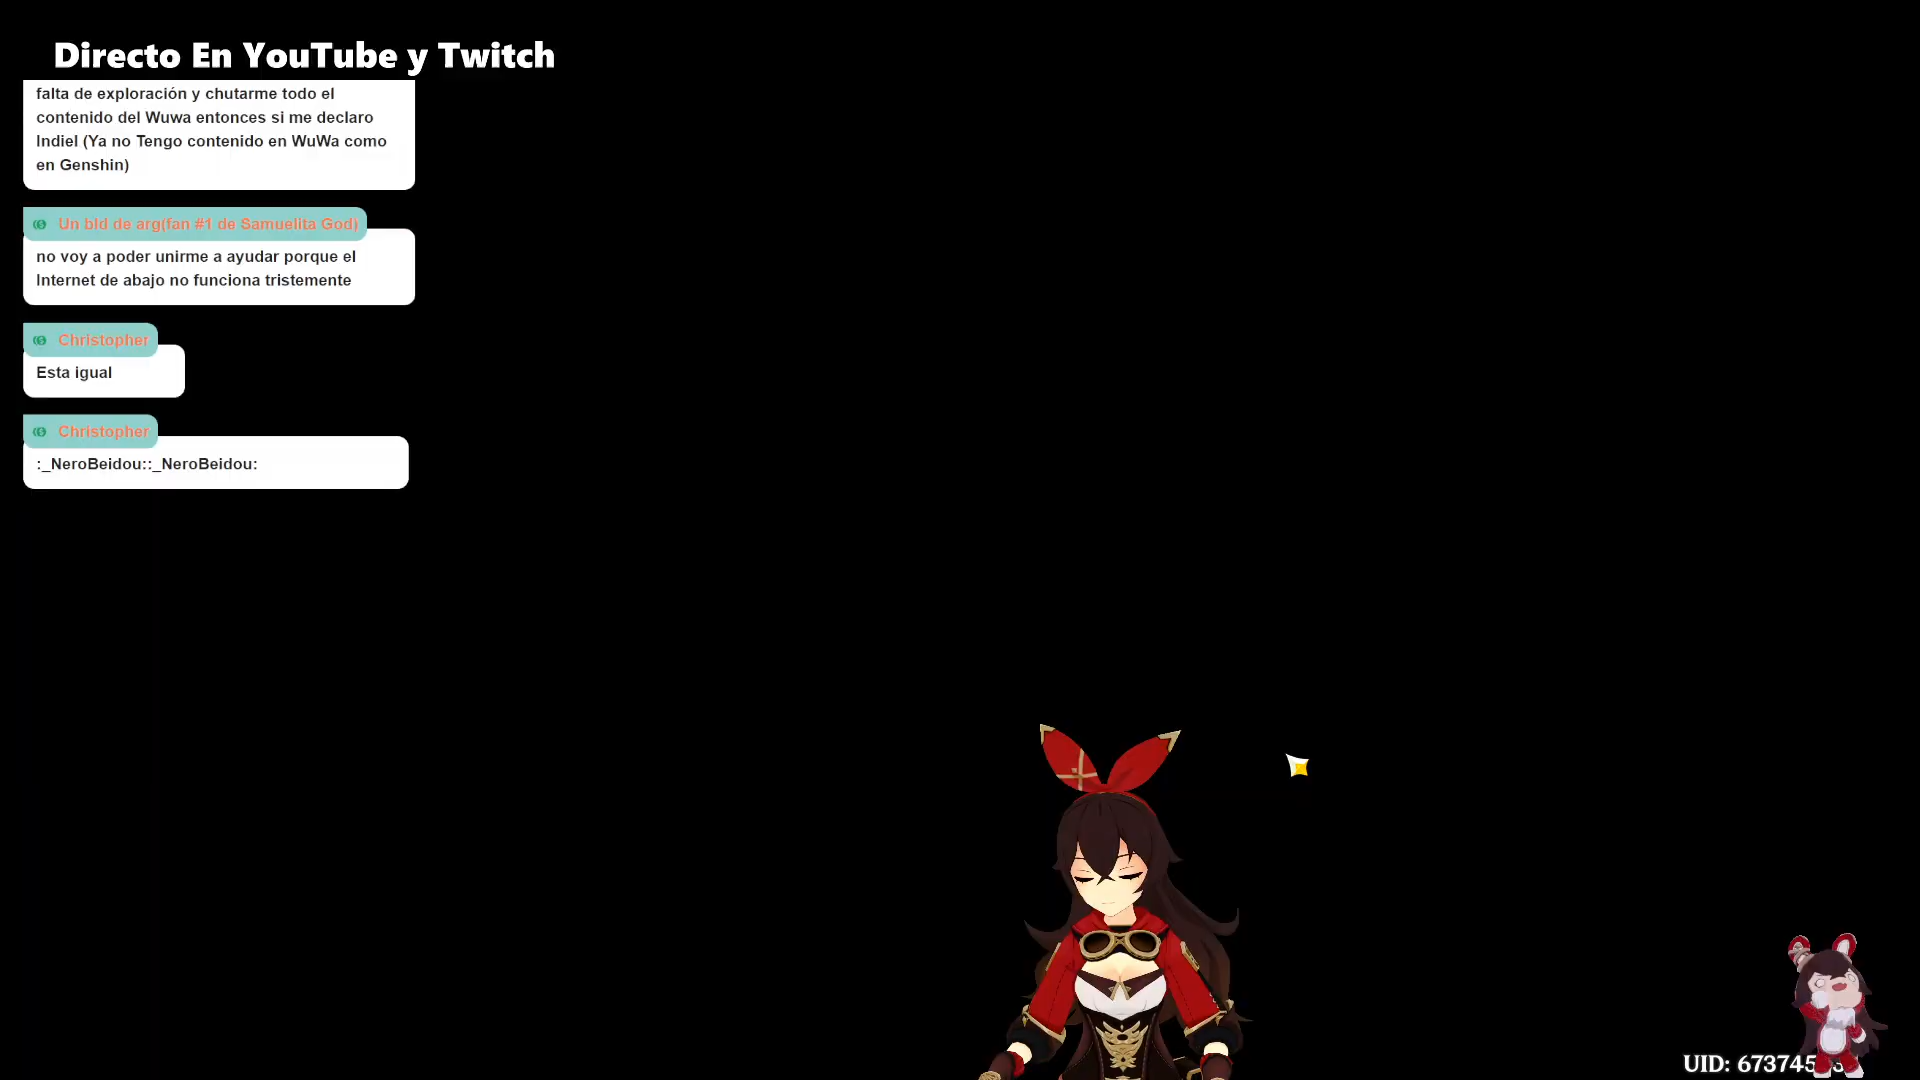 Directo En YouTube y Twitch
falta de exploración y chutarme todo el
contenido del Wuwa entonces si me declaro
Indiel (Ya no Tengo contenido en WuWa como
en Genshin)
Un bld de arg(fan #1 de Samuelita God)
no voy a poder unirme a ayudar porque el
Internet de abajo no funciona tristemente
Christopher
Esta igual
Christopher
:_NeroBeidou::_NeroBeidou:
UID: